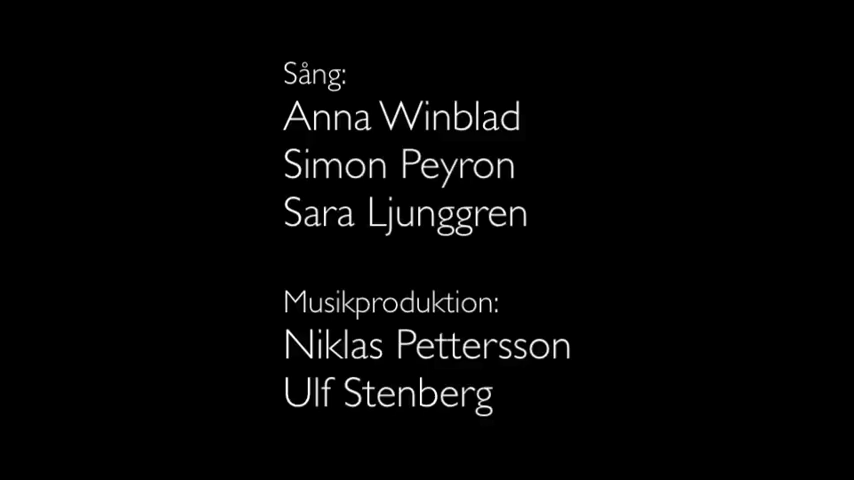 Sång:
Anna Winblad
Simon Peyron
Sara Ljunggren
Musikproduktion:
Niklas Pettersson
Ulf Stenberg